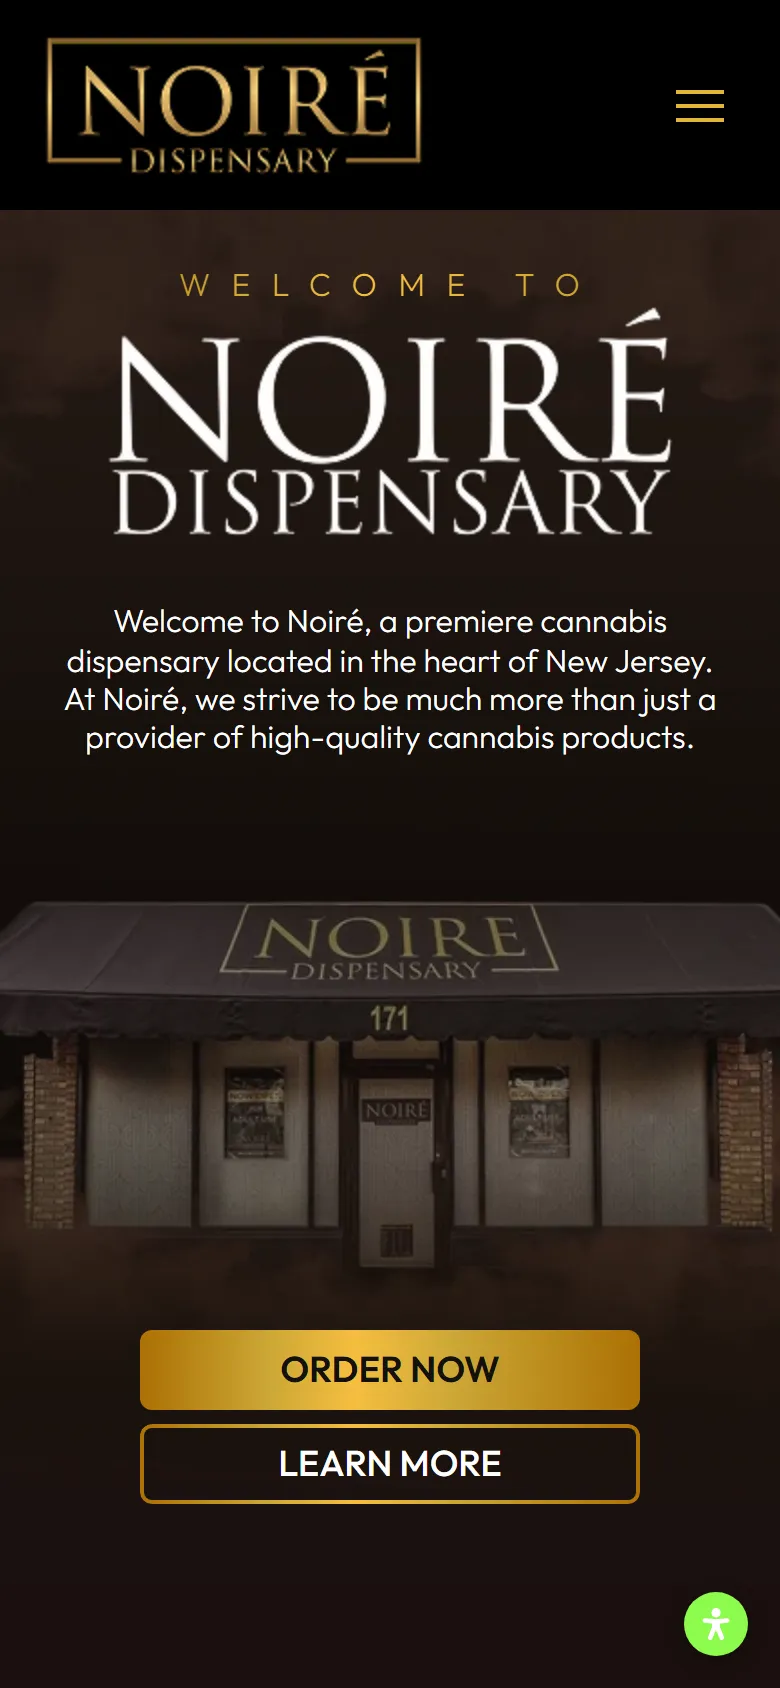 NOIRÉ
DISPENSARY
WELCOME TO
NOIRÉ
DISPENSARY
Welcome to Noiré, a premiere cannabis
dispensary located in the heart of New Jersey.
At Noiré, we strive to be much more than just a
provider of high-quality cannabis products.
NOIRE
DISPENSARY
171
NOIRÉ
ORDER NOW
LEARN MORE